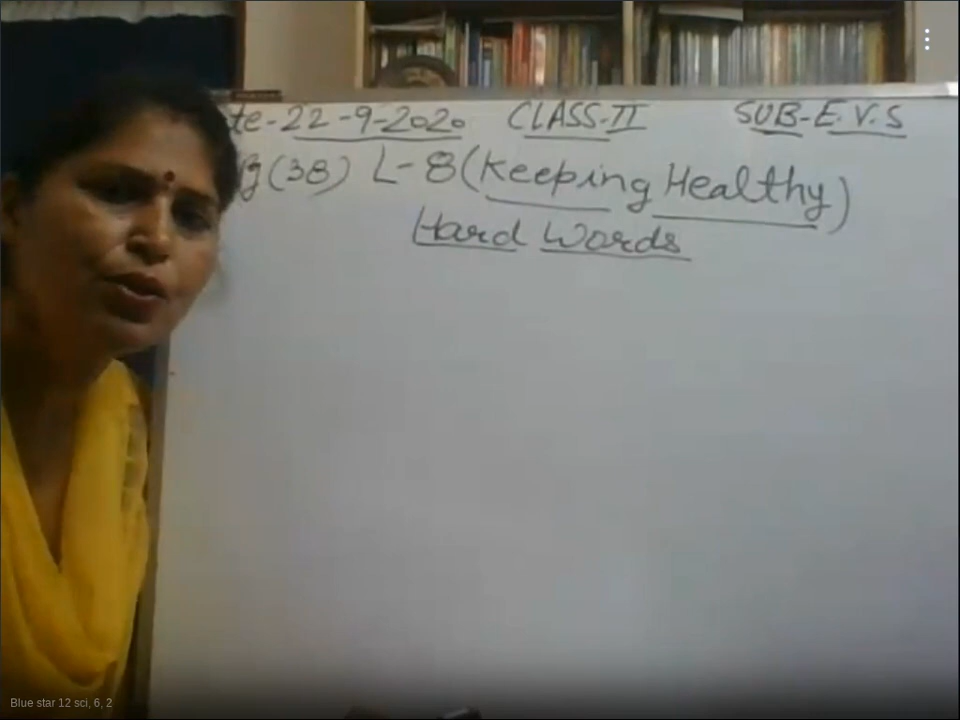 te-22-9-2020 CLASS-II SUB-E.V.S
g(38) L-8(Keeping Healthy)
Hard Words
Blue star 12 sci, 6, 2